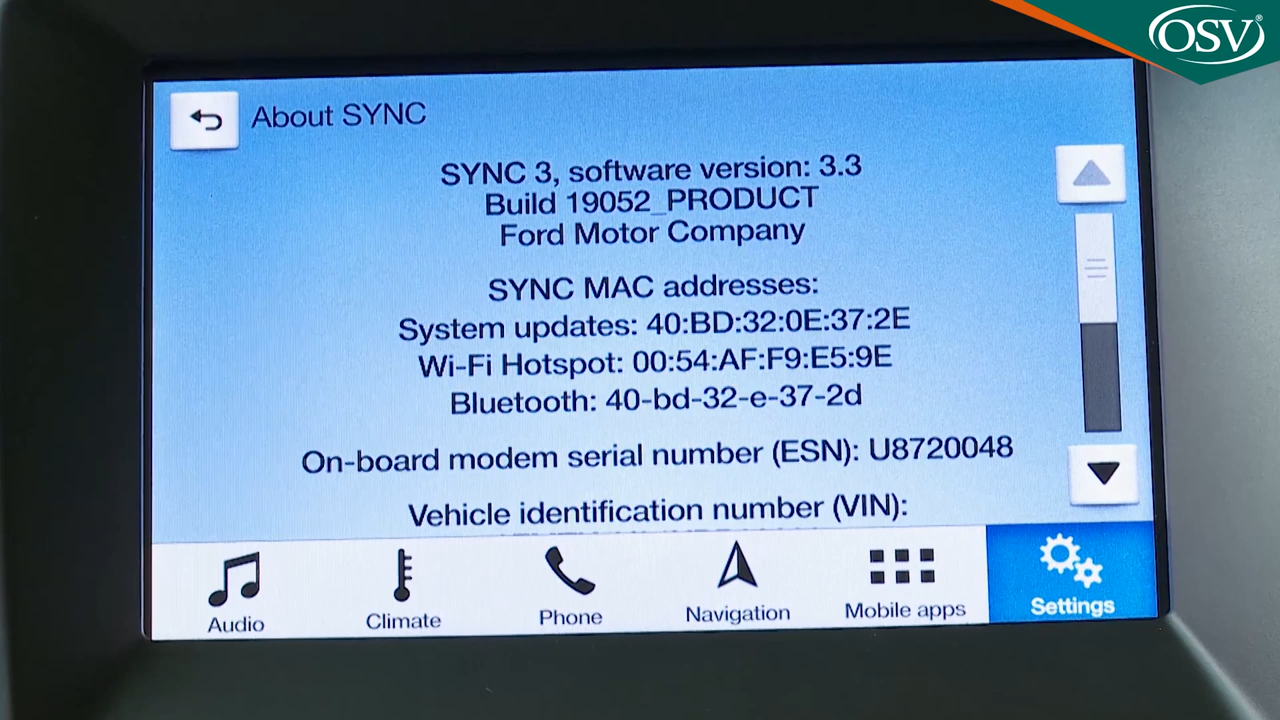 OSV®
About SYNC
SYNC 3, software version: 3.3
Build 19052_PRODUCT
Ford Motor Company
SYNC MAC addresses:
System updates: 40:BD:32:0E:37:2E
Wi-Fi Hotspot: 00:54:AF:F9:E5:9E
Bluetooth: 40-bd-32-e-37-2d
On-board modem serial number (ESN): U8720048
Vehicle identification number (VIN):
Audio
Climate
Phone
Navigation
Mobile apps
Settings